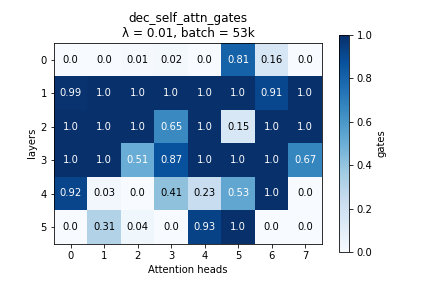 dec_self_attn_gates
λ = 0.01, batch = 53k
0 0.0 0.0 0.01 0.02 0.0 0.81 0.16 0.0
1 0.99 1.0 1.0 1.0 1.0 1.0 0.91 1.0
2 1.0 1.0 1.0 0.65 1.0 0.15 1.0 1.0
3 1.0 1.0 0.51 0.87 1.0 1.0 1.0 0.67
4 0.92 0.03 0.0 0.41 0.23 0.53 1.0 0.0
5 0.0 0.31 0.04 0.0 0.93 1.0 0.0 0.0
0 1 2 3 4 5 6 7
Attention heads
layers
1.0
0.8
0.6
0.4
0.2
0.0
gates